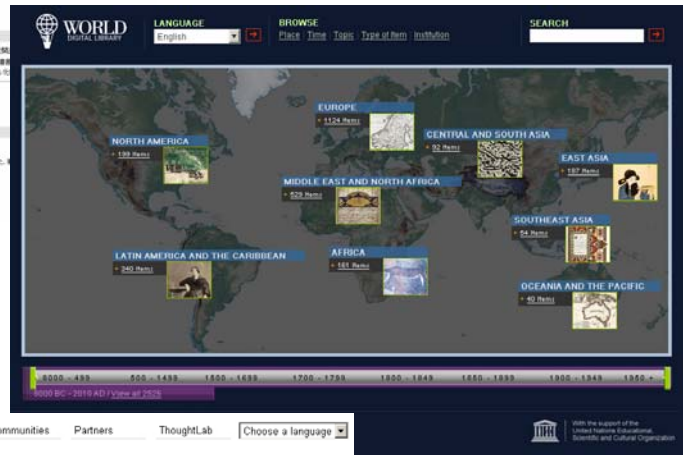 WORLD
DIGITAL LIBRARY
LANGUAGE
English
BROWSE
Place Time Topic Type of Item Institution
SEARCH
NORTH AMERICA
199 Items
EUROPE
1124 Items
CENTRAL AND SOUTH ASIA
92 Items
EAST ASIA
187 Items
MIDDLE EAST AND NORTH AFRICA
529 Items
SOUTHEAST ASIA
54 Items
LATIN AMERICA AND THE CARIBBEAN
340 Items
AFRICA
161 Items
OCEANIA AND THE PACIFIC
40 Items
8000 - 499 500 - 1499 1500 - 1699 1700 - 1799 1800 - 1849 1850 - 1899 1900 - 1949 1950 +
8000 BC - 2010 AD / View all
Partners ThoughtLab Choose a language
With the support of the
United Nations Educational,
Scientific and Cultural Organization